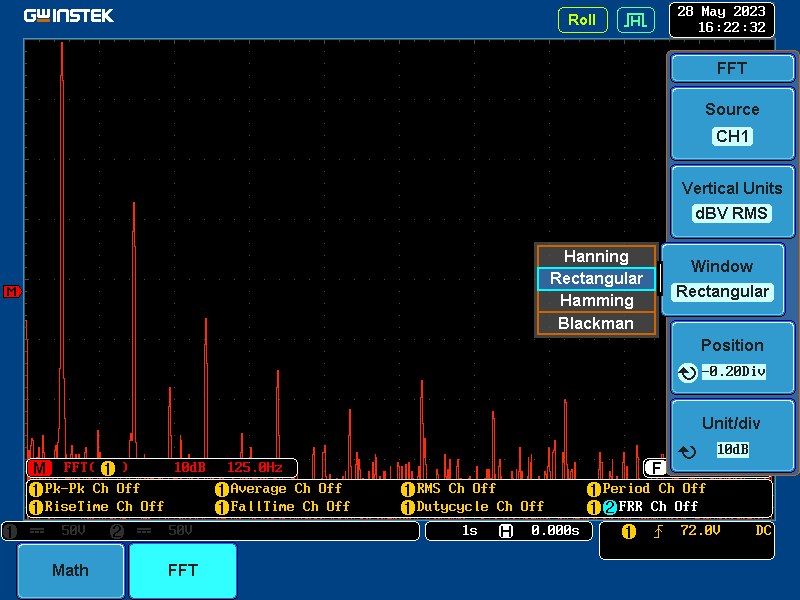 GWINSTEK
Roll
28 May 2023
16:22:32
FFT
Source
CH1
Vertical Units
dBV RMS
Hanning
Rectangular
Hamming
Blackman
Window
Rectangular
M
Position
-0.20Div
Unit/div
10dB
M FFT( 1 ) 10dB 125.0Hz
F
1 Pk-Pk Ch Off 1 Average Ch Off 1 RMS Ch Off 1 Period Ch Off
1 RiseTime Ch Off 1 FallTime Ch Off 1 Dutycycle Ch Off 1 2 FRR Ch Off
1 50V 2 50V 1s H 0.000s 1 72.0V DC
Math FFT